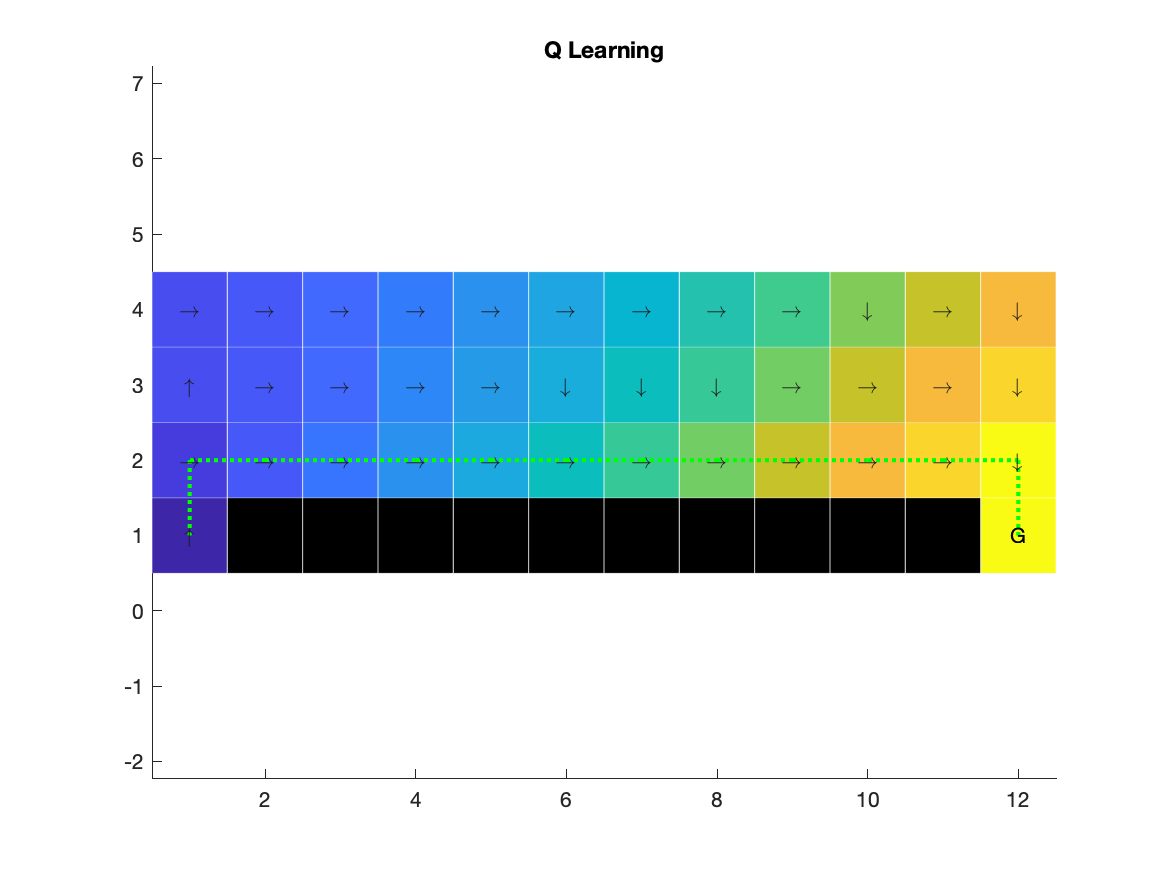 Q Learning
7
6
5
4 → → → → → → → → → ↓ → ↓
3 ↑ → → → → ↓ ↓ ↓ → → → ↓
2 → → → → → → → → → → → ↓
1 ↑ G
0
-1
-2
2 4 6 8 10 12